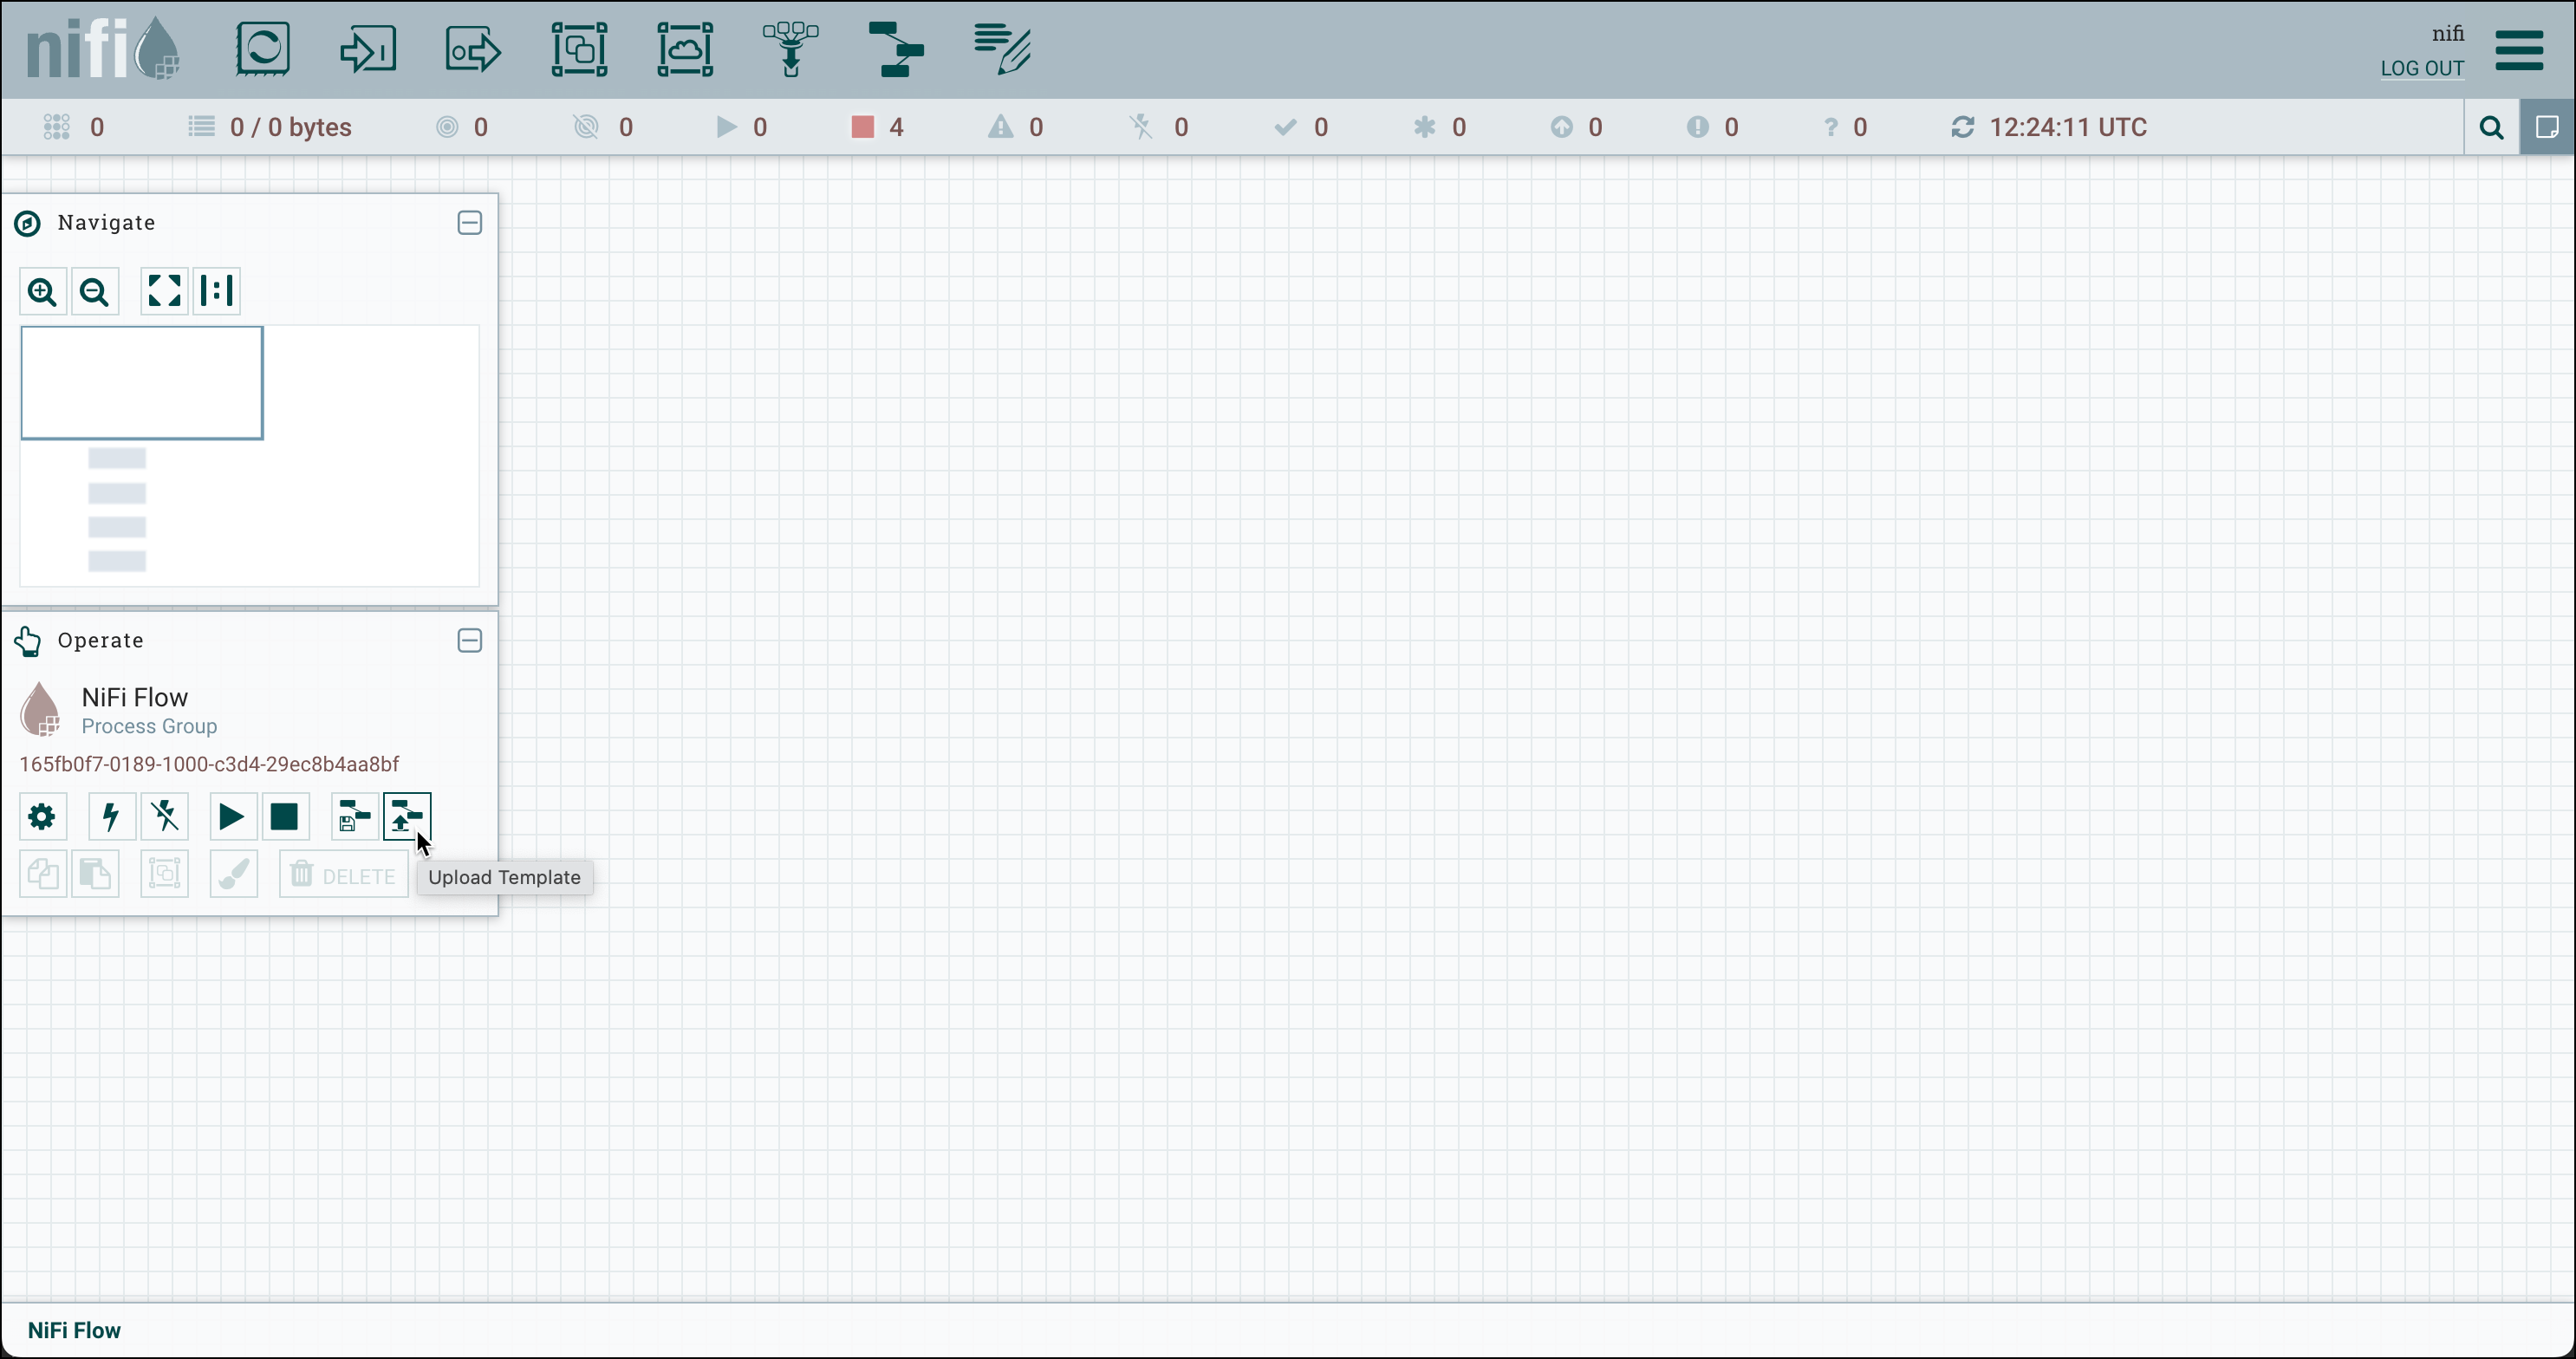 nifi
nifi
LOG OUT
0
0 / 0 bytes
0
0
0
4
0
0
0
0
0
0
? 0
12:24:11 UTC
Navigate
Operate
NiFi Flow
Process Group
165fb0f7-0189-1000-c3d4-29ec8b4aa8bf
DELETE
Upload Template
NiFi Flow